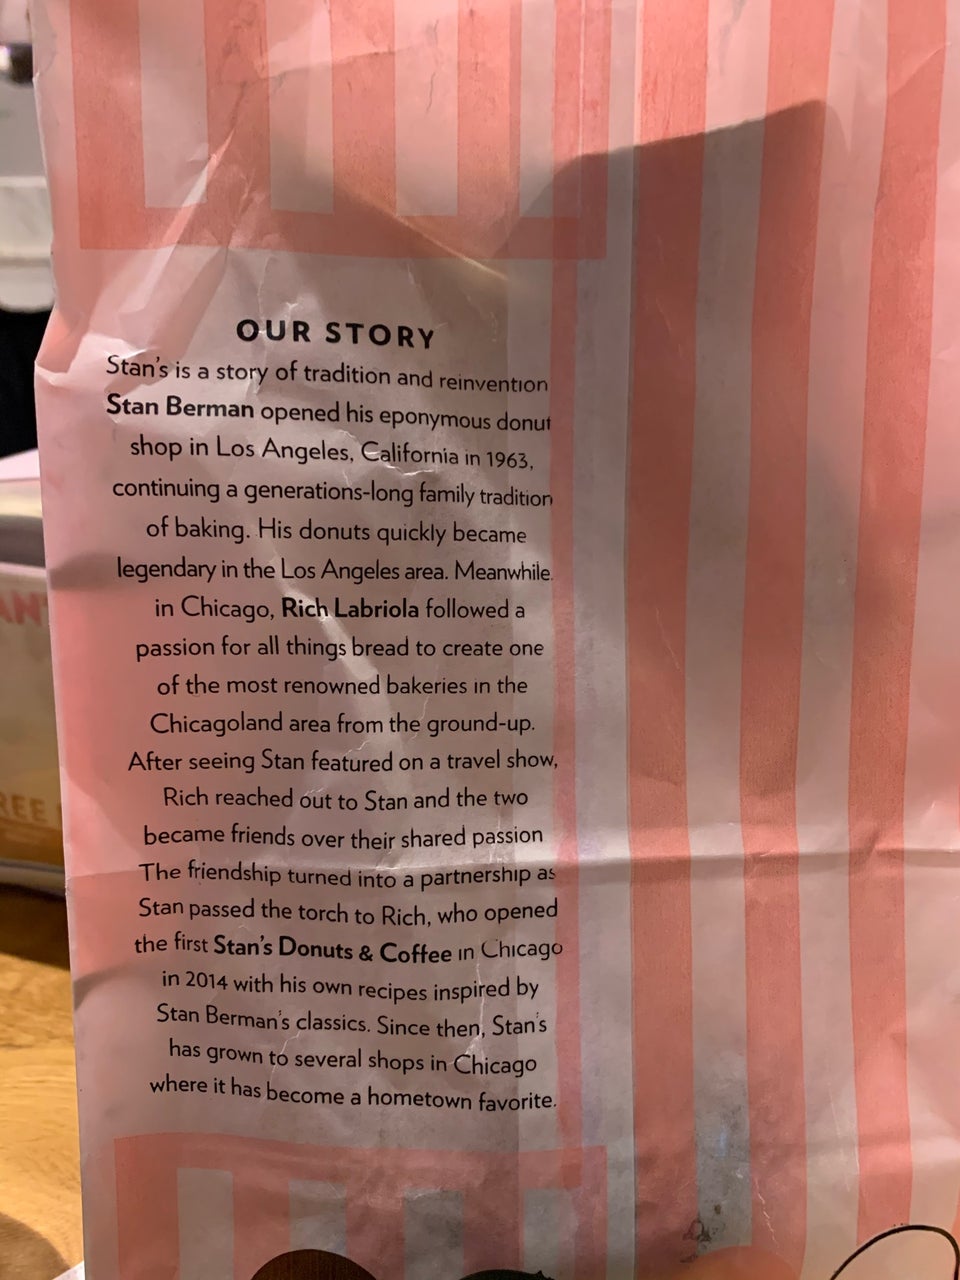 OUR STORY
Stan's is a story of tradition and reinvention
Stan Berman opened his eponymous donut
shop in Los Angeles, California in 1963,
continuing a generations-long family tradition
of baking. His donuts quickly became
legendary in the Los Angeles area. Meanwhile
in Chicago, Rich Labriola followed a
passion for all things bread to create one
of the most renowned bakeries in the
Chicagoland area from the ground-up.
After seeing Stan featured on a travel show,
Rich reached out to Stan and the two
became friends over their shared passion
The friendship turned into a partnership as
Stan passed the torch to Rich, who opened
the first Stan's Donuts & Coffee in Chicago
in 2014 with his own recipes inspired by
Stan Berman's classics. Since then, Stan's
has grown to several shops in Chicago
where it has become a hometown favorite.